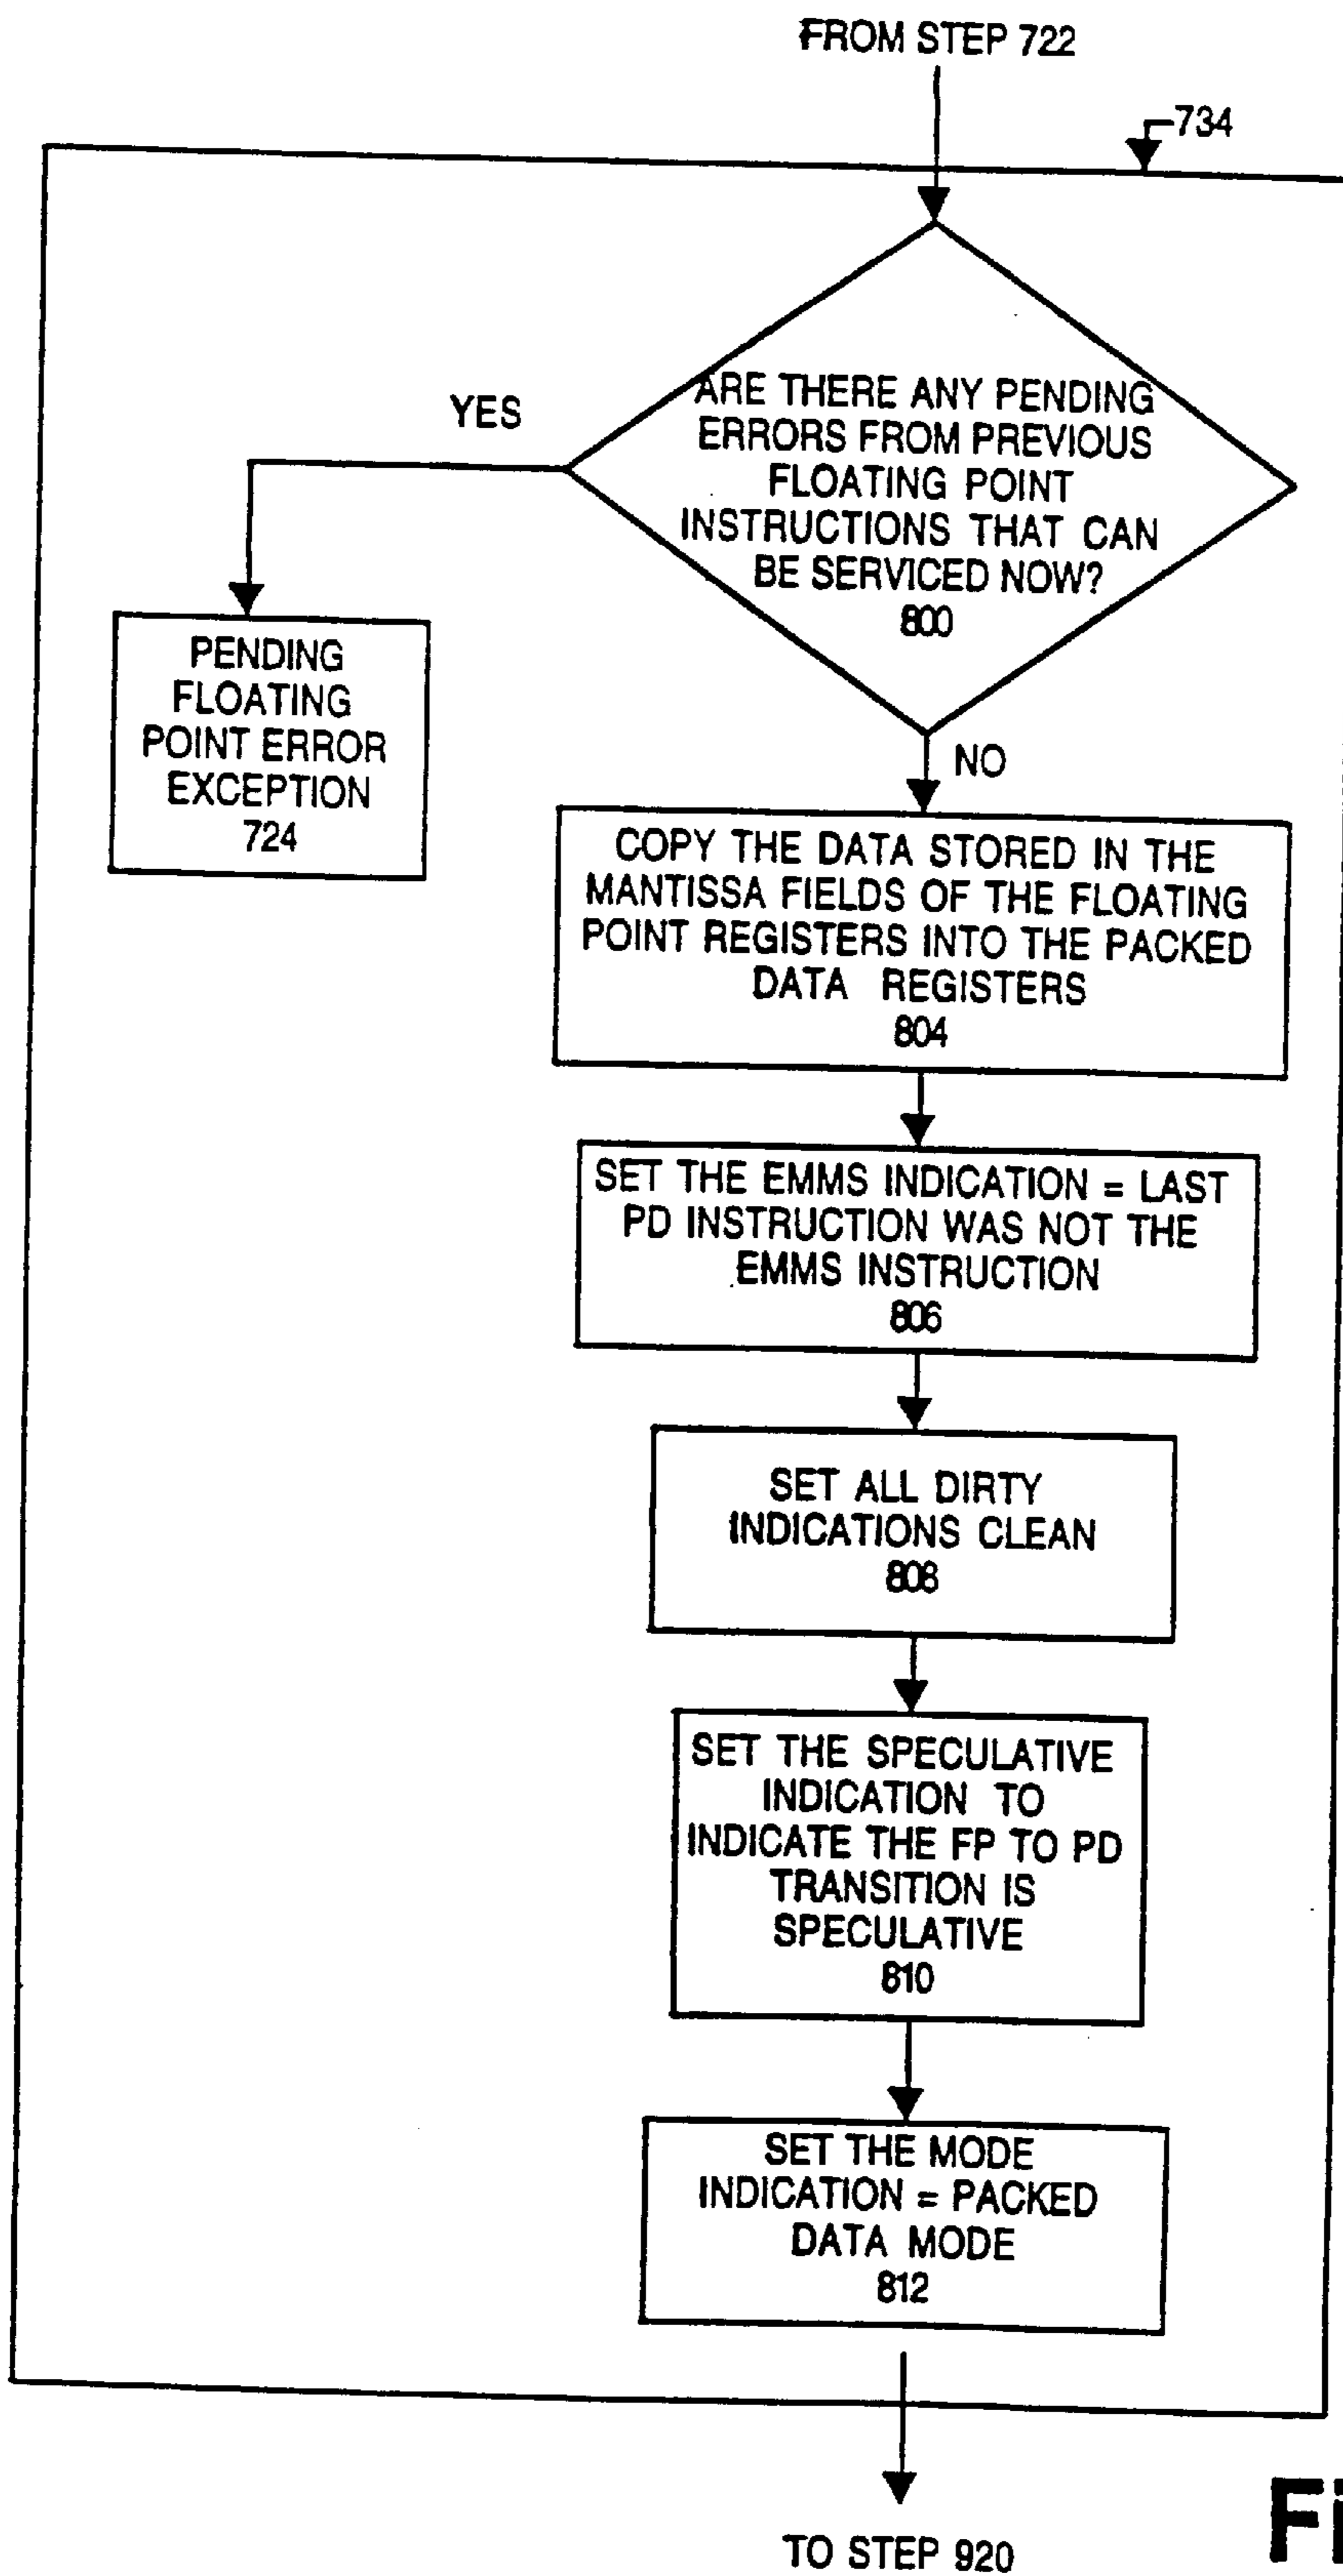 FROM STEP 722
734
ARE THERE ANY PENDING
ERRORS FROM PREVIOUS
FLOATING POINT
INSTRUCTIONS THAT CAN
BE SERVICED NOW?
800
YES
PENDING
FLOATING
POINT ERROR
EXCEPTION
724
NO
COPY THE DATA STORED IN THE
MANTISSA FIELDS OF THE FLOATING
POINT REGISTERS INTO THE PACKED
DATA REGISTERS
804
SET THE EMMS INDICATION = LAST
PD INSTRUCTION WAS NOT THE
EMMS INSTRUCTION
806
SET ALL DIRTY
INDICATIONS CLEAN
808
SET THE SPECULATIVE
INDICATION TO
INDICATE THE FP TO PD
TRANSITION IS
SPECULATIVE
810
SET THE MODE
INDICATION = PACKED
DATA MODE
812
TO STEP 920
Fi